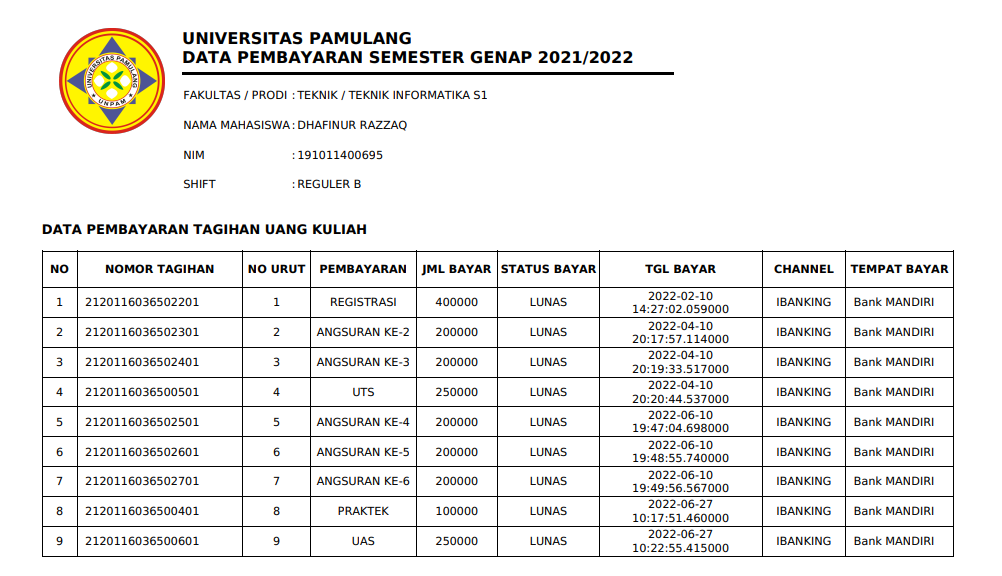 UNIVERSITAS PAMULANG
UNPAM
UNIVERSITAS PAMULANG
DATA PEMBAYARAN SEMESTER GENAP 2021/2022
FAKULTAS / PRODI : TEKNIK / TEKNIK INFORMATIKA S1
NAMA MAHASISWA : DHAFINUR RAZZAQ
NIM : 191011400695
SHIFT : REGULER B
DATA PEMBAYARAN TAGIHAN UANG KULIAH
NO NOMOR TAGIHAN NO URUT PEMBAYARAN JML BAYAR STATUS BAYAR TGL BAYAR CHANNEL TEMPAT BAYAR
1 2120116036502201 1 REGISTRASI 400000 LUNAS 2022-02-10 14:27:02.059000 IBANKING Bank MANDIRI
2 2120116036502301 2 ANGSURAN KE-2 200000 LUNAS 2022-04-10 20:17:57.114000 IBANKING Bank MANDIRI
3 2120116036502401 3 ANGSURAN KE-3 200000 LUNAS 2022-04-10 20:19:33.517000 IBANKING Bank MANDIRI
4 2120116036500501 4 UTS 250000 LUNAS 2022-04-10 20:20:44.537000 IBANKING Bank MANDIRI
5 2120116036502501 5 ANGSURAN KE-4 200000 LUNAS 2022-06-10 19:47:04.698000 IBANKING Bank MANDIRI
6 2120116036502601 6 ANGSURAN KE-5 200000 LUNAS 2022-06-10 19:48:55.740000 IBANKING Bank MANDIRI
7 2120116036502701 7 ANGSURAN KE-6 200000 LUNAS 2022-06-10 19:49:56.567000 IBANKING Bank MANDIRI
8 2120116036500401 8 PRAKTEK 100000 LUNAS 2022-06-27 10:17:51.460000 IBANKING Bank MANDIRI
9 2120116036500601 9 UAS 250000 LUNAS 2022-06-27 10:22:55.415000 IBANKING Bank MANDIRI